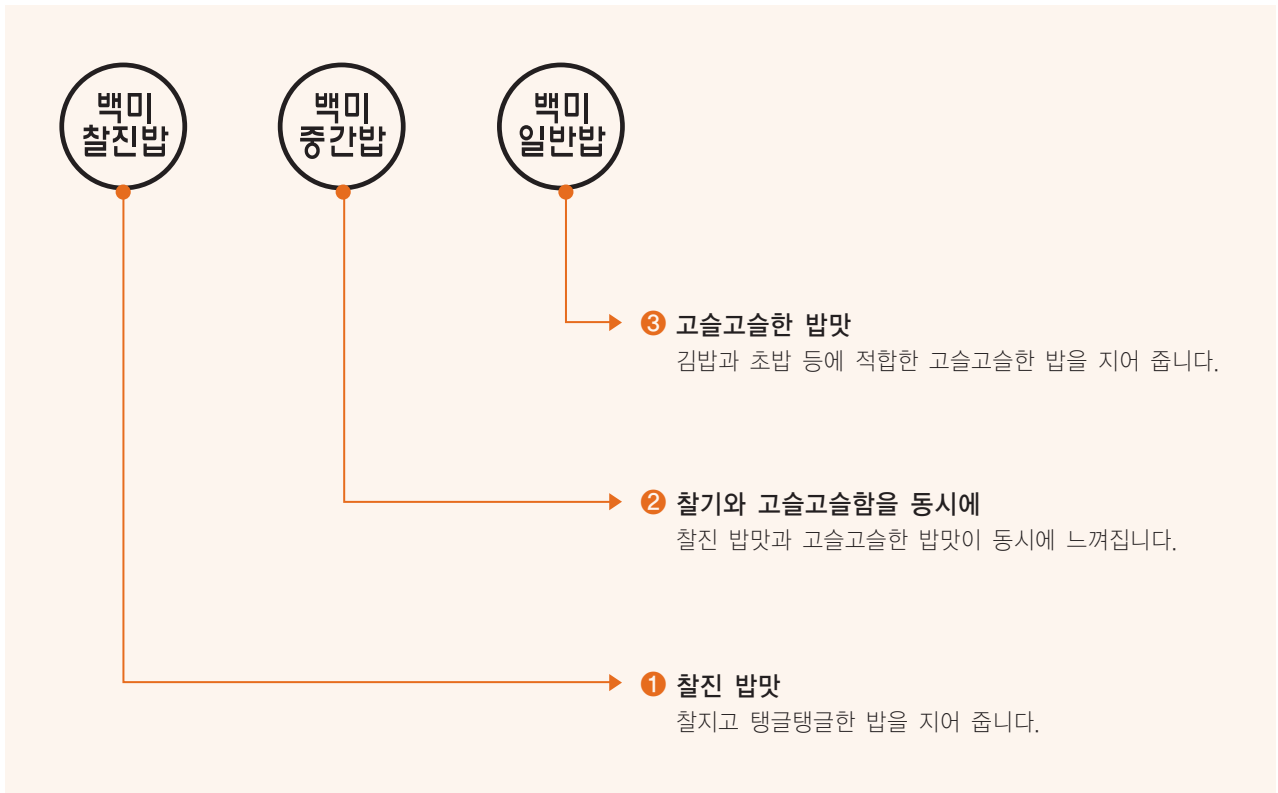 백미
찰진밥
백미
중간밥
백미
일반밥
❸ 고슬고슬한 밥맛
김밥과 초밥 등에 적합한 고슬고슬한 밥을 지어 줍니다.
❷ 찰기와 고슬고슬함을 동시에
찰진 밥맛과 고슬고슬한 밥맛이 동시에 느껴집니다.
❶ 찰진 밥맛
찰지고 탱글탱글한 밥을 지어 줍니다.